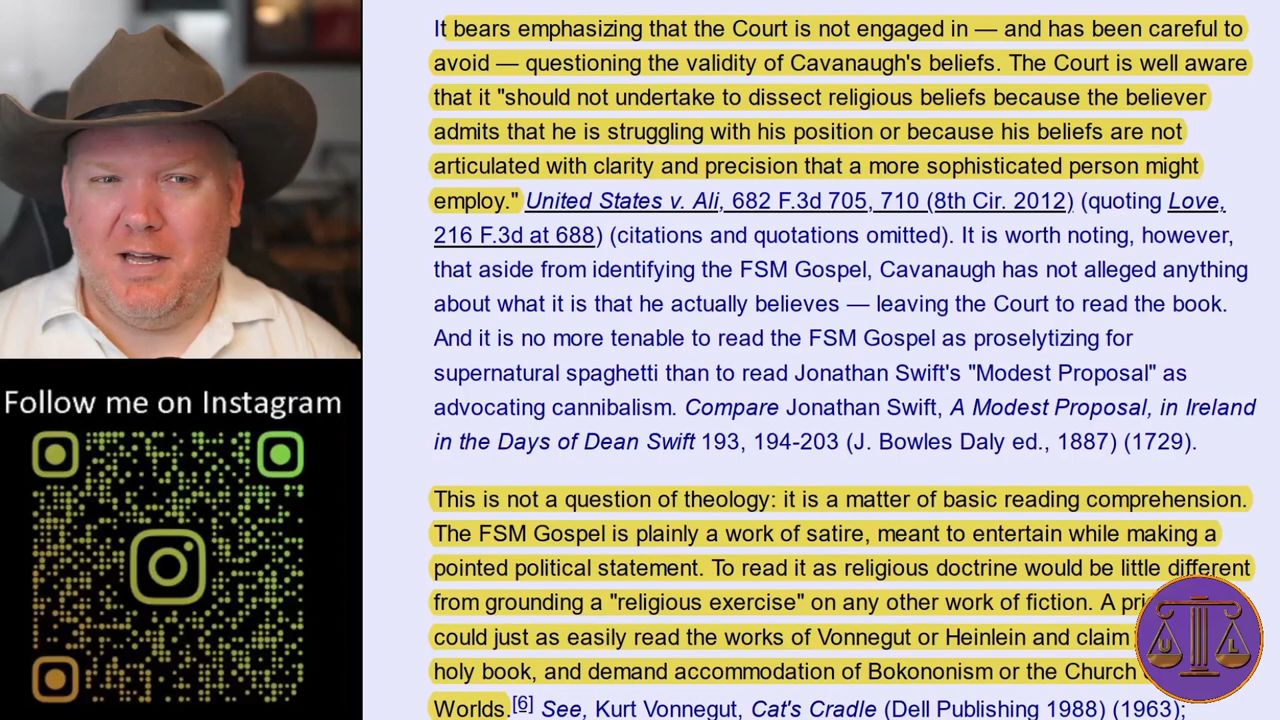 It bears emphasizing that the Court is not engaged in — and has been careful to
avoid — questioning the validity of Cavanaugh's beliefs. The Court is well aware
that it "should not undertake to dissect religious beliefs because the believer
admits that he is struggling with his position or because his beliefs are not
articulated with clarity and precision that a more sophisticated person might
employ." United States v. Ali, 682 F.3d 705, 710 (8th Cir. 2012) (quoting Love,
216 F.3d at 688) (citations and quotations omitted). It is worth noting, however,
that aside from identifying the FSM Gospel, Cavanaugh has not alleged anything
about what it is that he actually believes — leaving the Court to read the book.
And it is no more tenable to read the FSM Gospel as proselytizing for
supernatural spaghetti than to read Jonathan Swift's "Modest Proposal" as
advocating cannibalism. Compare Jonathan Swift, A Modest Proposal, in Ireland
in the Days of Dean Swift 193, 194-203 (J. Bowles Daly ed., 1887) (1729).
This is not a question of theology: it is a matter of basic reading comprehension.
The FSM Gospel is plainly a work of satire, meant to entertain while making a
pointed political statement. To read it as religious doctrine would be little different
from grounding a "religious exercise" on any other work of fiction. A
could just as easily read the works of Vonnegut or Heinlein and claim
holy book, and demand accommodation of Bokononism or the Church
Worlds.[6] See, Kurt Vonnegut, Cat's Cradle (Dell Publishing 1988) (1963);
Follow me on Instagram
U L